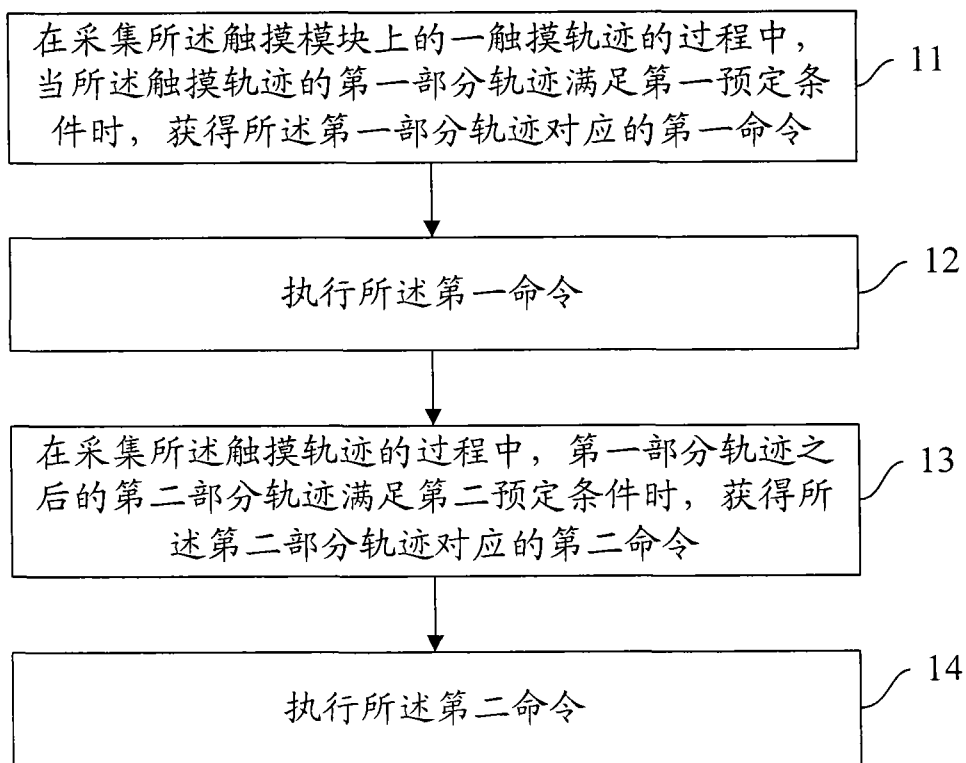 在采集所述触摸模块上的一触摸轨迹的过程中，
当所述触摸轨迹的第一部分轨迹满足第一预定条
件时，获得所述第一部分轨迹对应的第一命令
11
执行所述第一命令
12
在采集所述触摸轨迹的过程中，第一部分轨迹之
后的第二部分轨迹满足第二预定条件时，获得所
述第二部分轨迹对应的第二命令
13
执行所述第二命令
14